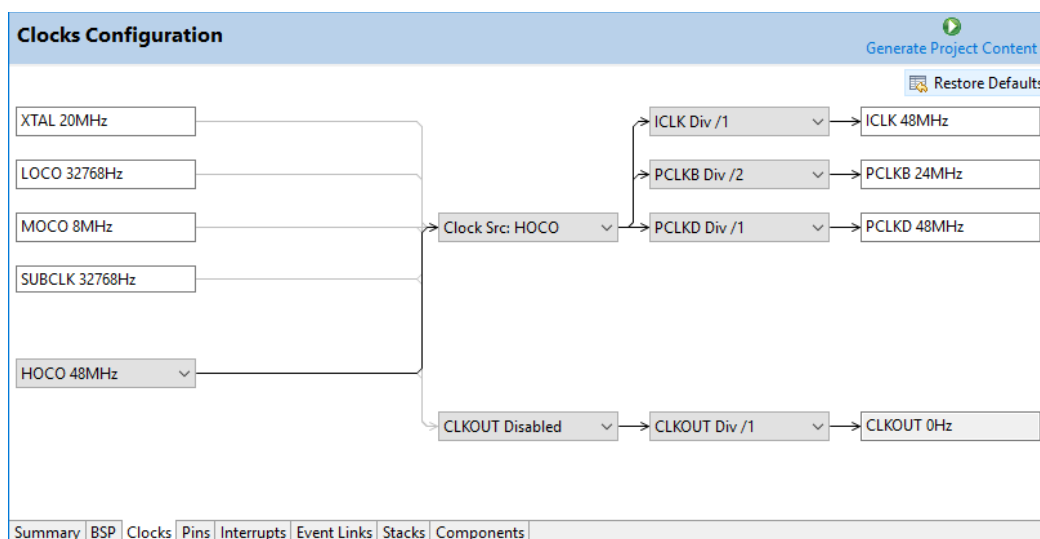 Clocks Configuration
Generate Project Content
Restore Defaults
XTAL 20MHz
ICLK Div /1
ICLK 48MHz
LOCO 32768Hz
PCLKB Div /2
PCLKB 24MHz
MOCO 8MHz
Clock Src: HOCO
PCLKD Div /1
PCLKD 48MHz
SUBCLK 32768Hz
HOCO 48MHz
CLKOUT Disabled
CLKOUT Div /1
CLKOUT 0Hz
Summary BSP Clocks Pins Interrupts Event Links Stacks Components